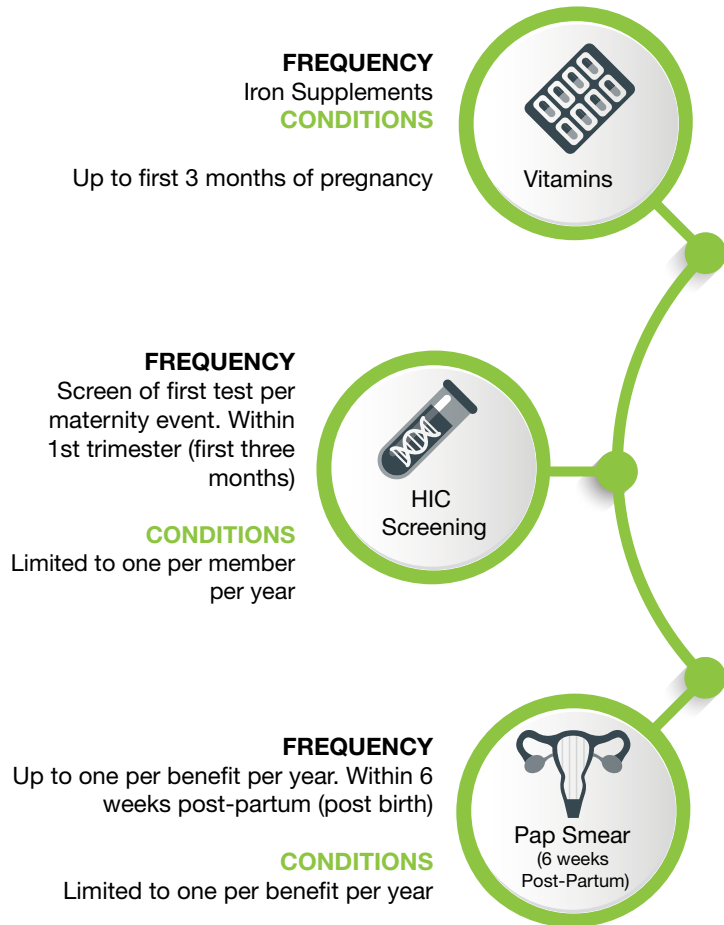 FREQUENCY
Iron Supplements
CONDITIONS
Up to first 3 months of pregnancy
Vitamins
FREQUENCY
Screen of first test per
maternity event. Within
1st trimester (first three
months)
CONDITIONS
Limited to one per member
per year
HIC
Screening
FREQUENCY
Up to one per benefit per year. Within 6
weeks post-partum (post birth)
CONDITIONS
Limited to one per benefit per year
Pap Smear
(6 weeks
Post-Partum)